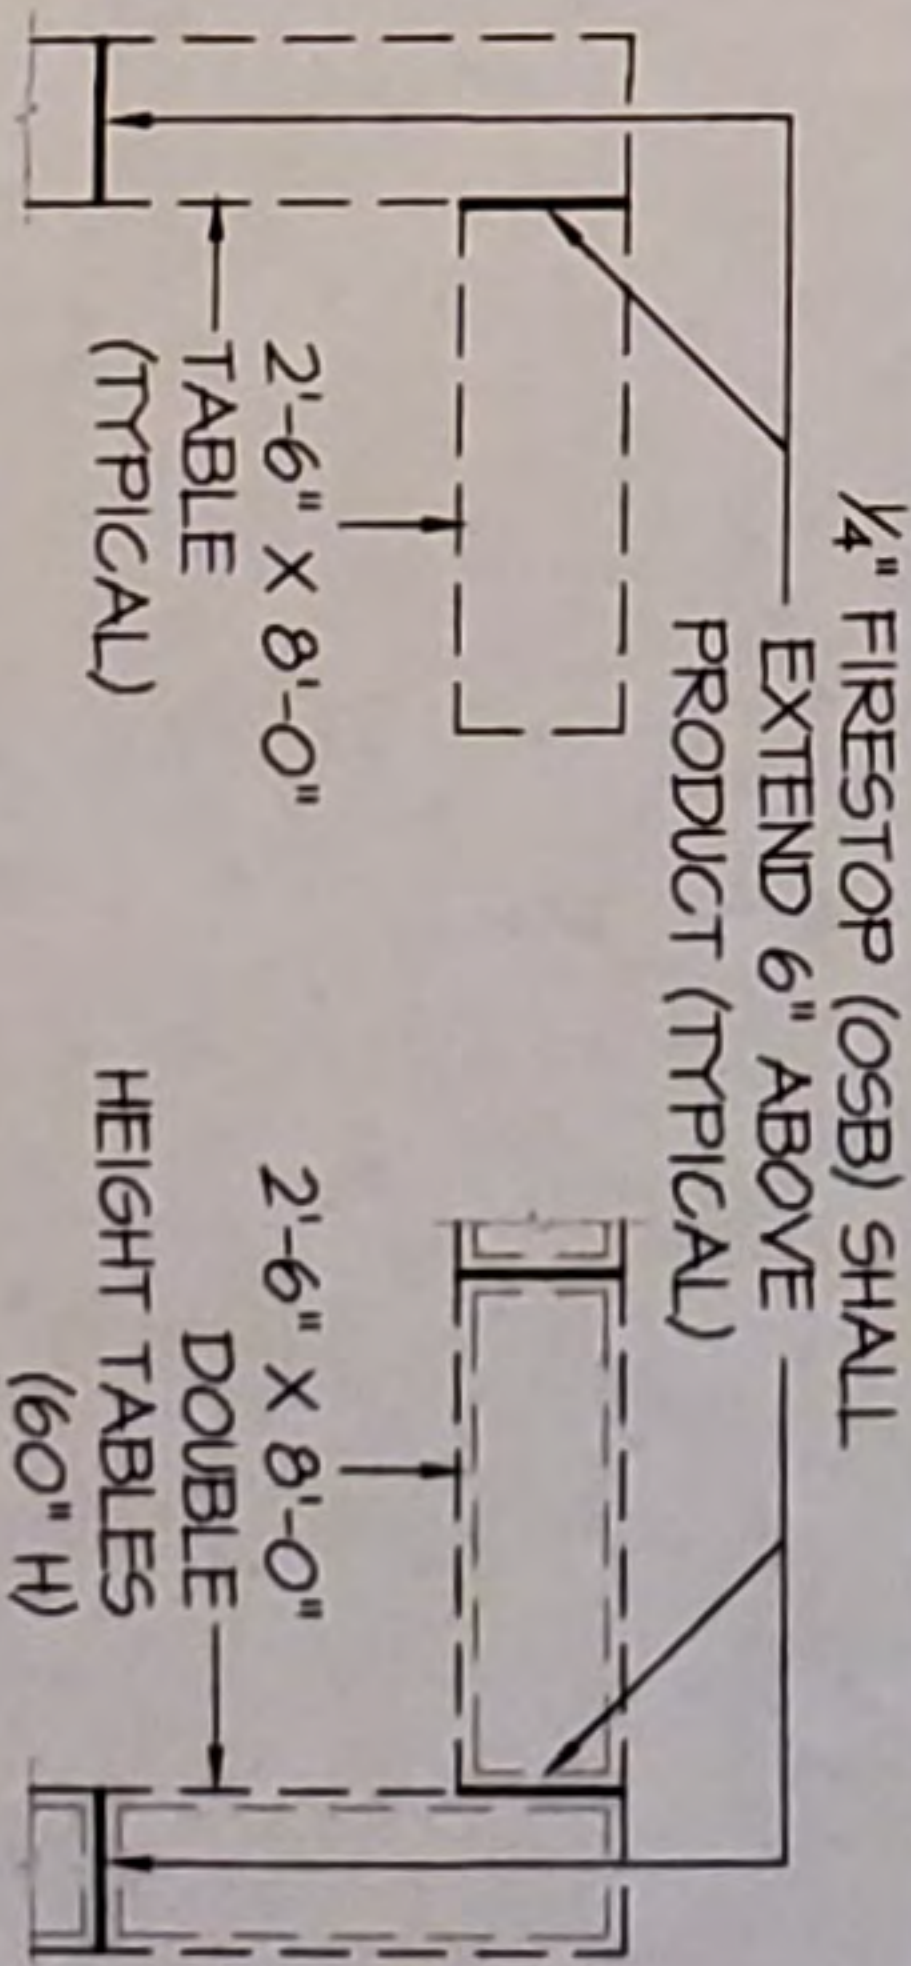 ¼" FIRESTOP (OSB) SHALL
EXTEND 6" ABOVE
PRODUCT (TYPICAL)
2'-6" X 8'-0"
TABLE
(TYPICAL)
2'-6" X 8'-0"
DOUBLE
HEIGHT TABLES
(60" H)